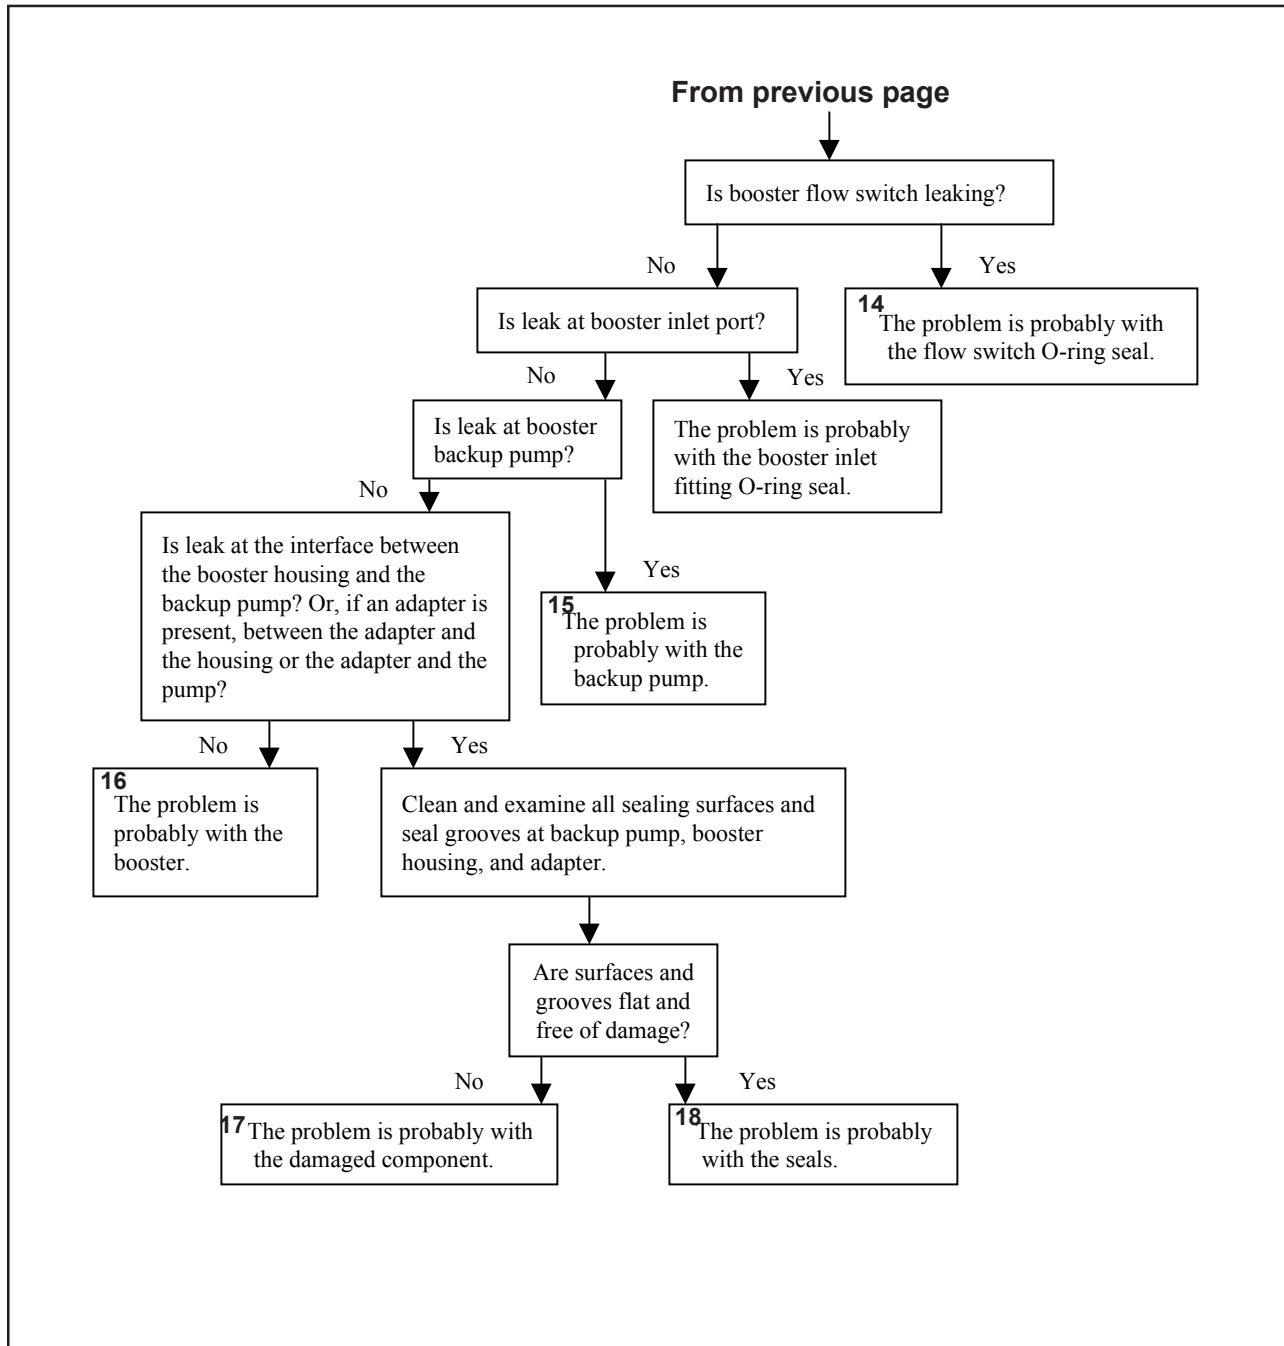 From previous page
Is booster flow switch leaking?
No
Yes
Is leak at booster inlet port?
14
The problem is probably with
the flow switch O-ring seal.
No
Yes
Is leak at booster
backup pump?
The problem is probably
with the booster inlet
fitting O-ring seal.
No
Yes
Is leak at the interface between
the booster housing and the
backup pump? Or, if an adapter is
present, between the adapter and
the housing or the adapter and the
pump?
15
The problem is
probably with the
backup pump.
No
Yes
16
The problem is
probably with the
booster.
Clean and examine all sealing surfaces and
seal grooves at backup pump, booster
housing, and adapter.
Are surfaces and
grooves flat and
free of damage?
No
Yes
17 The problem is probably with
the damaged component.
18
The problem is probably
with the seals.